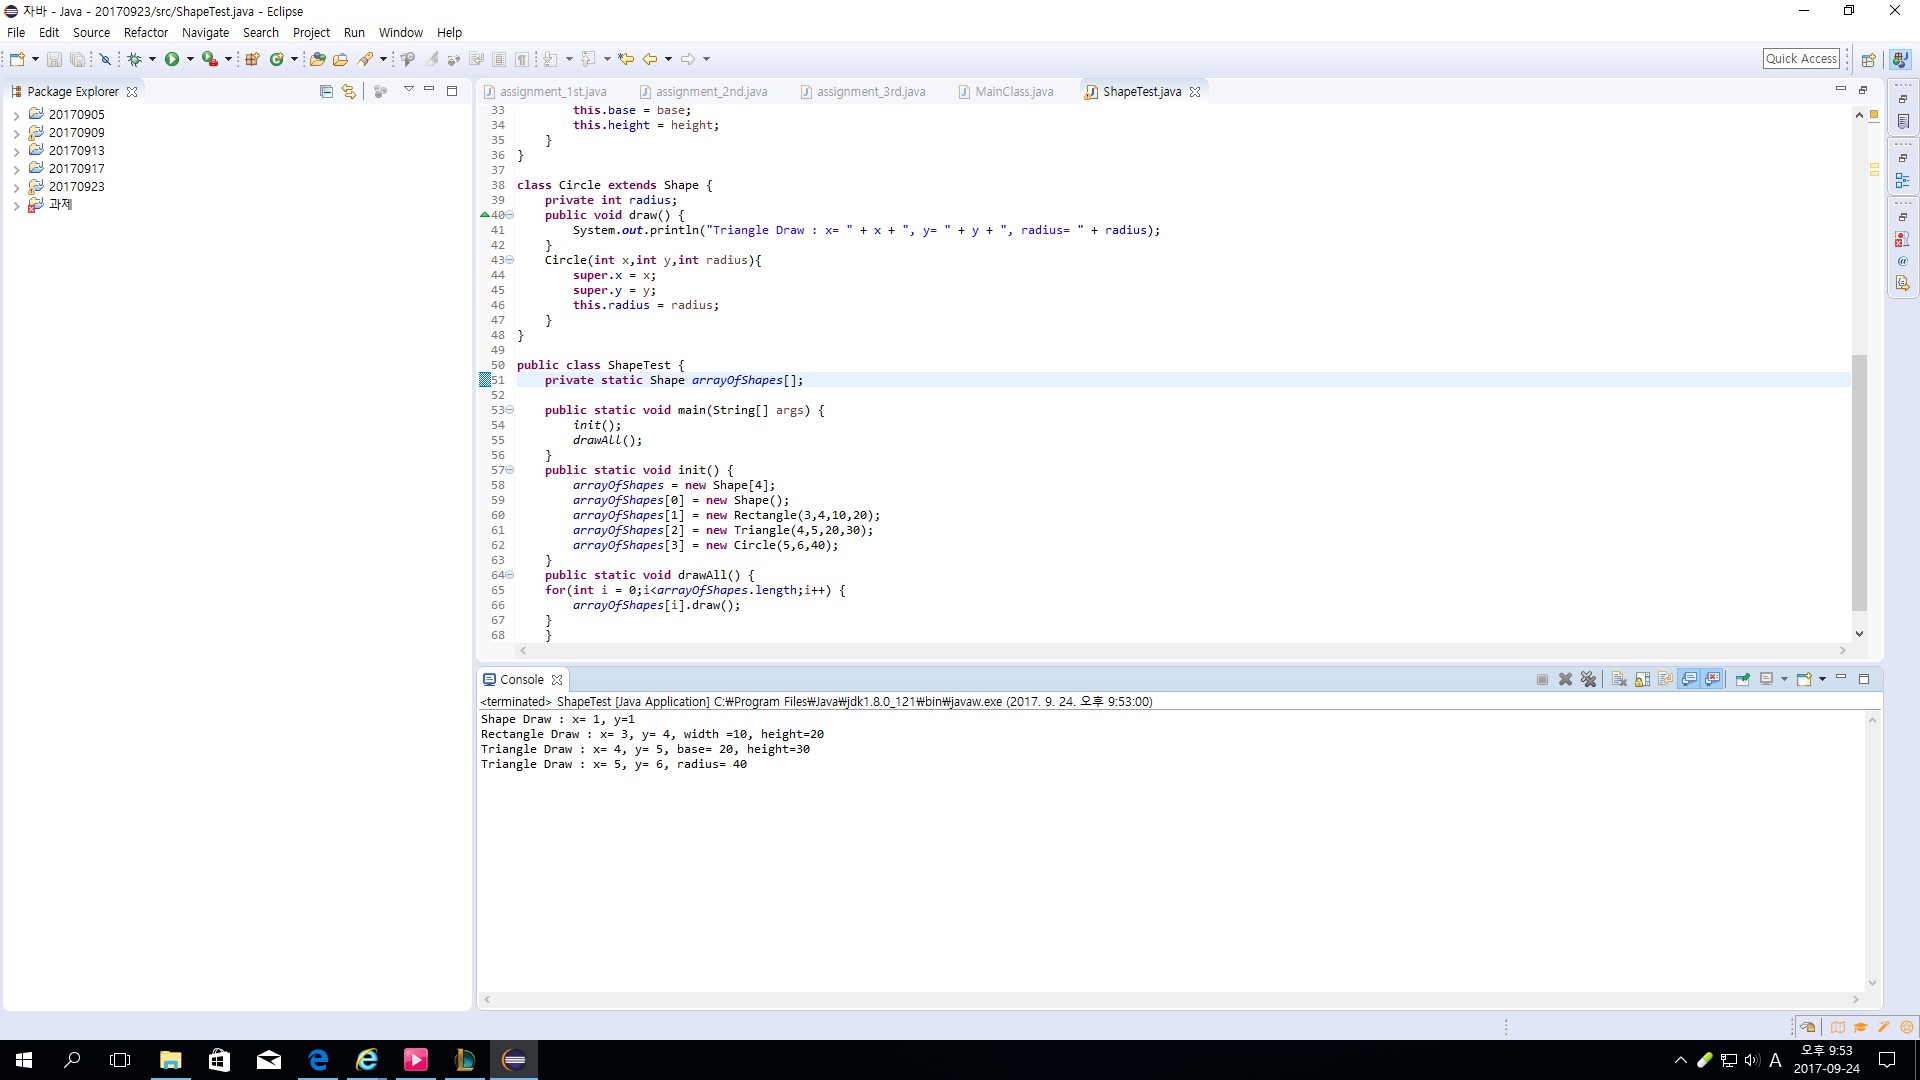 자바 - Java - 20170923/src/ShapeTest.java - Eclipse
File Edit Source Refactor Navigate Search Project Run Window Help
Quick Access
Package Explorer
20170905
20170909
20170913
20170917
20170923
과제
assignment_1st.java assignment_2nd.java assignment_3rd.java MainClass.java ShapeTest.java
33 this.base = base;
34 this.height = height;
35 }
36 }
37
38 class Circle extends Shape {
39 private int radius;
40 public void draw() {
41 System.out.println("Triangle Draw : x= " + x + ", y= " + y + ", radius= " + radius);
42 }
43 Circle(int x,int y,int radius){
44 super.x = x;
45 super.y = y;
46 this.radius = radius;
47 }
48 }
49
50 public class ShapeTest {
51 private static Shape arrayOfShapes[];
52
53 public static void main(String[] args) {
54 init();
55 drawAll();
56 }
57 public static void init() {
58 arrayOfShapes = new Shape[4];
59 arrayOfShapes[0] = new Shape();
60 arrayOfShapes[1] = new Rectangle(3,4,10,20);
61 arrayOfShapes[2] = new Triangle(4,5,20,30);
62 arrayOfShapes[3] = new Circle(5,6,40);
63 }
64 public static void drawAll() {
65 for(int i = 0;i<arrayOfShapes.length;i++) {
66 arrayOfShapes[i].draw();
67 }
68 }
Console
<terminated> ShapeTest [Java Application] C:₩Program Files₩Java₩jdk1.8.0_121₩bin₩javaw.exe (2017. 9. 24. 오후 9:53:00)
Shape Draw : x= 1, y=1
Rectangle Draw : x= 3, y= 4, width =10, height=20
Triangle Draw : x= 4, y= 5, base= 20, height=30
Triangle Draw : x= 5, y= 6, radius= 40
A
오후 9:53
2017-09-24